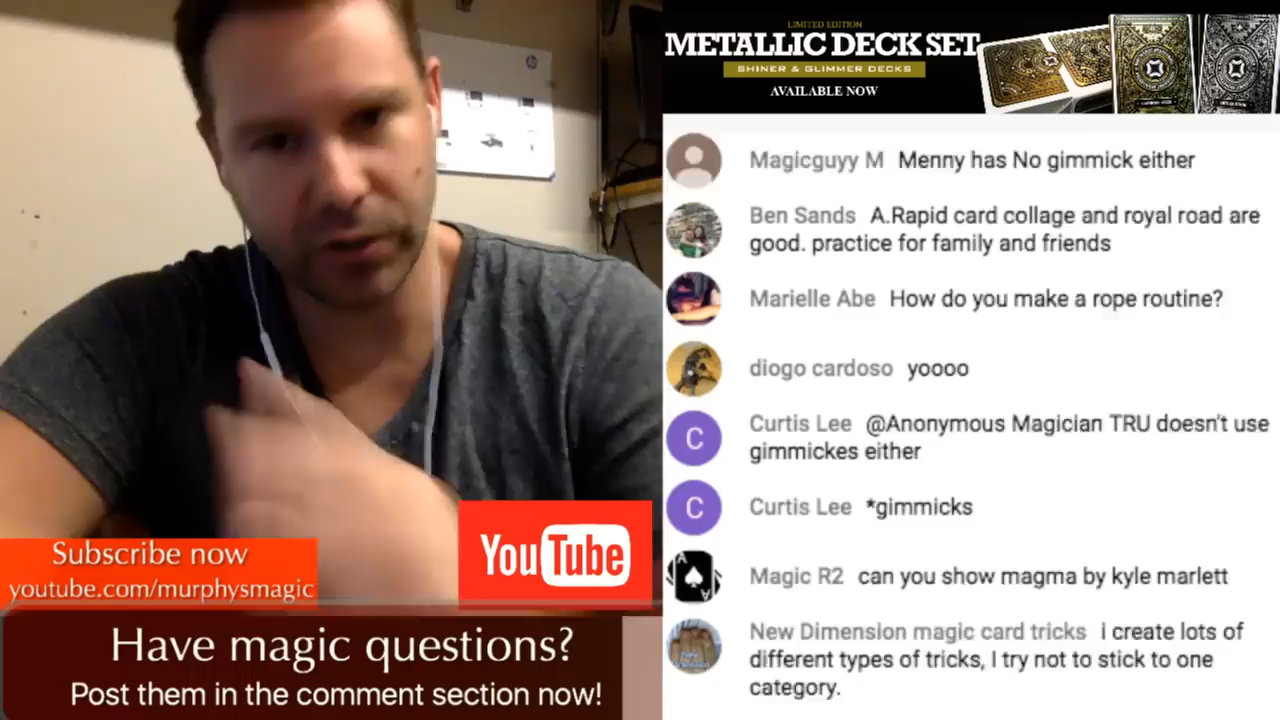 LIMITED EDITION
METALLIC DECK SET
SHINER & GLIMMER DECKS
AVAILABLE NOW
Magicguyy M Menny has No gimmick either
Ben Sands A.Rapid card collage and royal road are
good. practice for family and friends
Marielle Abe How do you make a rope routine?
diogo cardoso yoooo
C
Curtis Lee @Anonymous Magician TRU doesn't use
gimmickes either
C
Curtis Lee *gimmicks
A
A
Magic R2 can you show magma by kyle marlett
New Dimension magic card tricks i create lots of
different types of tricks, I try not to stick to one
category.
Subscribe now
youtube.com/murphysmagic
YouTube
Have magic questions?
Post them in the comment section now!
hp